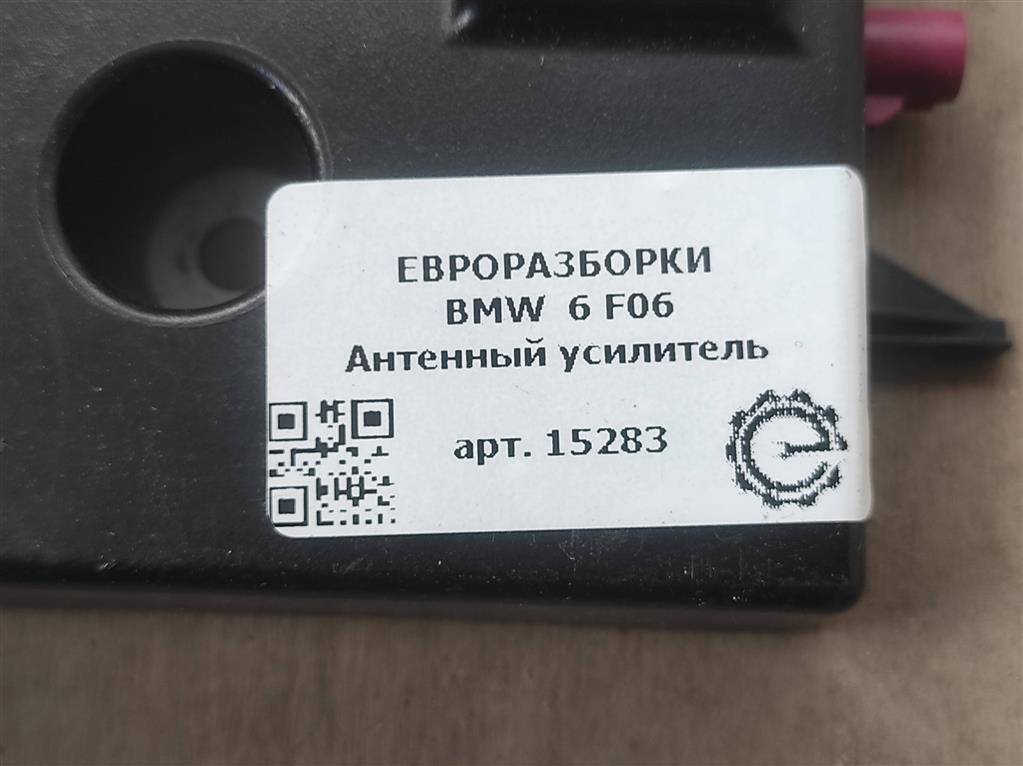 ЕВРОРАЗБОРКИ
BMW 6 F06
Антенный усилитель
арт. 15283